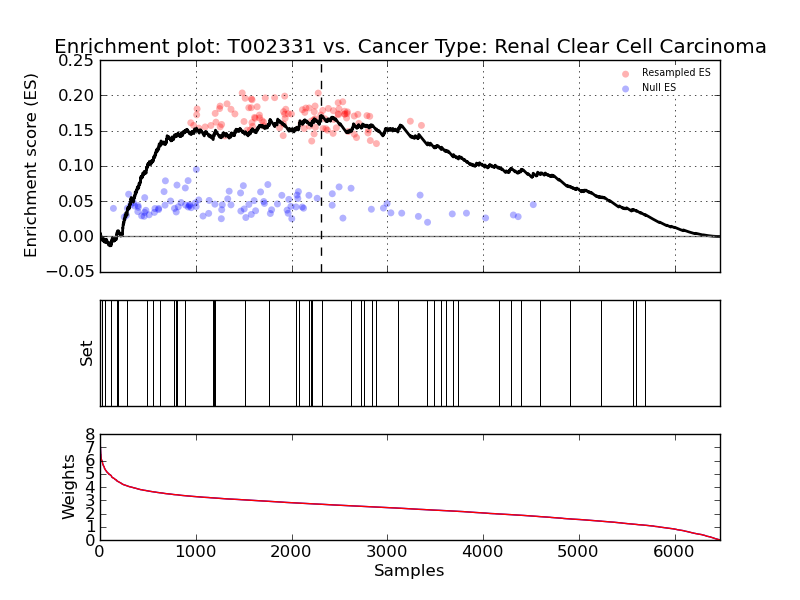 Enrichment plot: T002331 vs. Cancer Type: Renal Clear Cell Carcinoma
0.25
0.20
0.15
0.10
0.05
0.00
−0.05
Enrichment score (ES)
Resampled ES
Null ES
Set
8
7
6
5
4
3
2
1
0
Weights
0 1000 2000 3000 4000 5000 6000
Samples